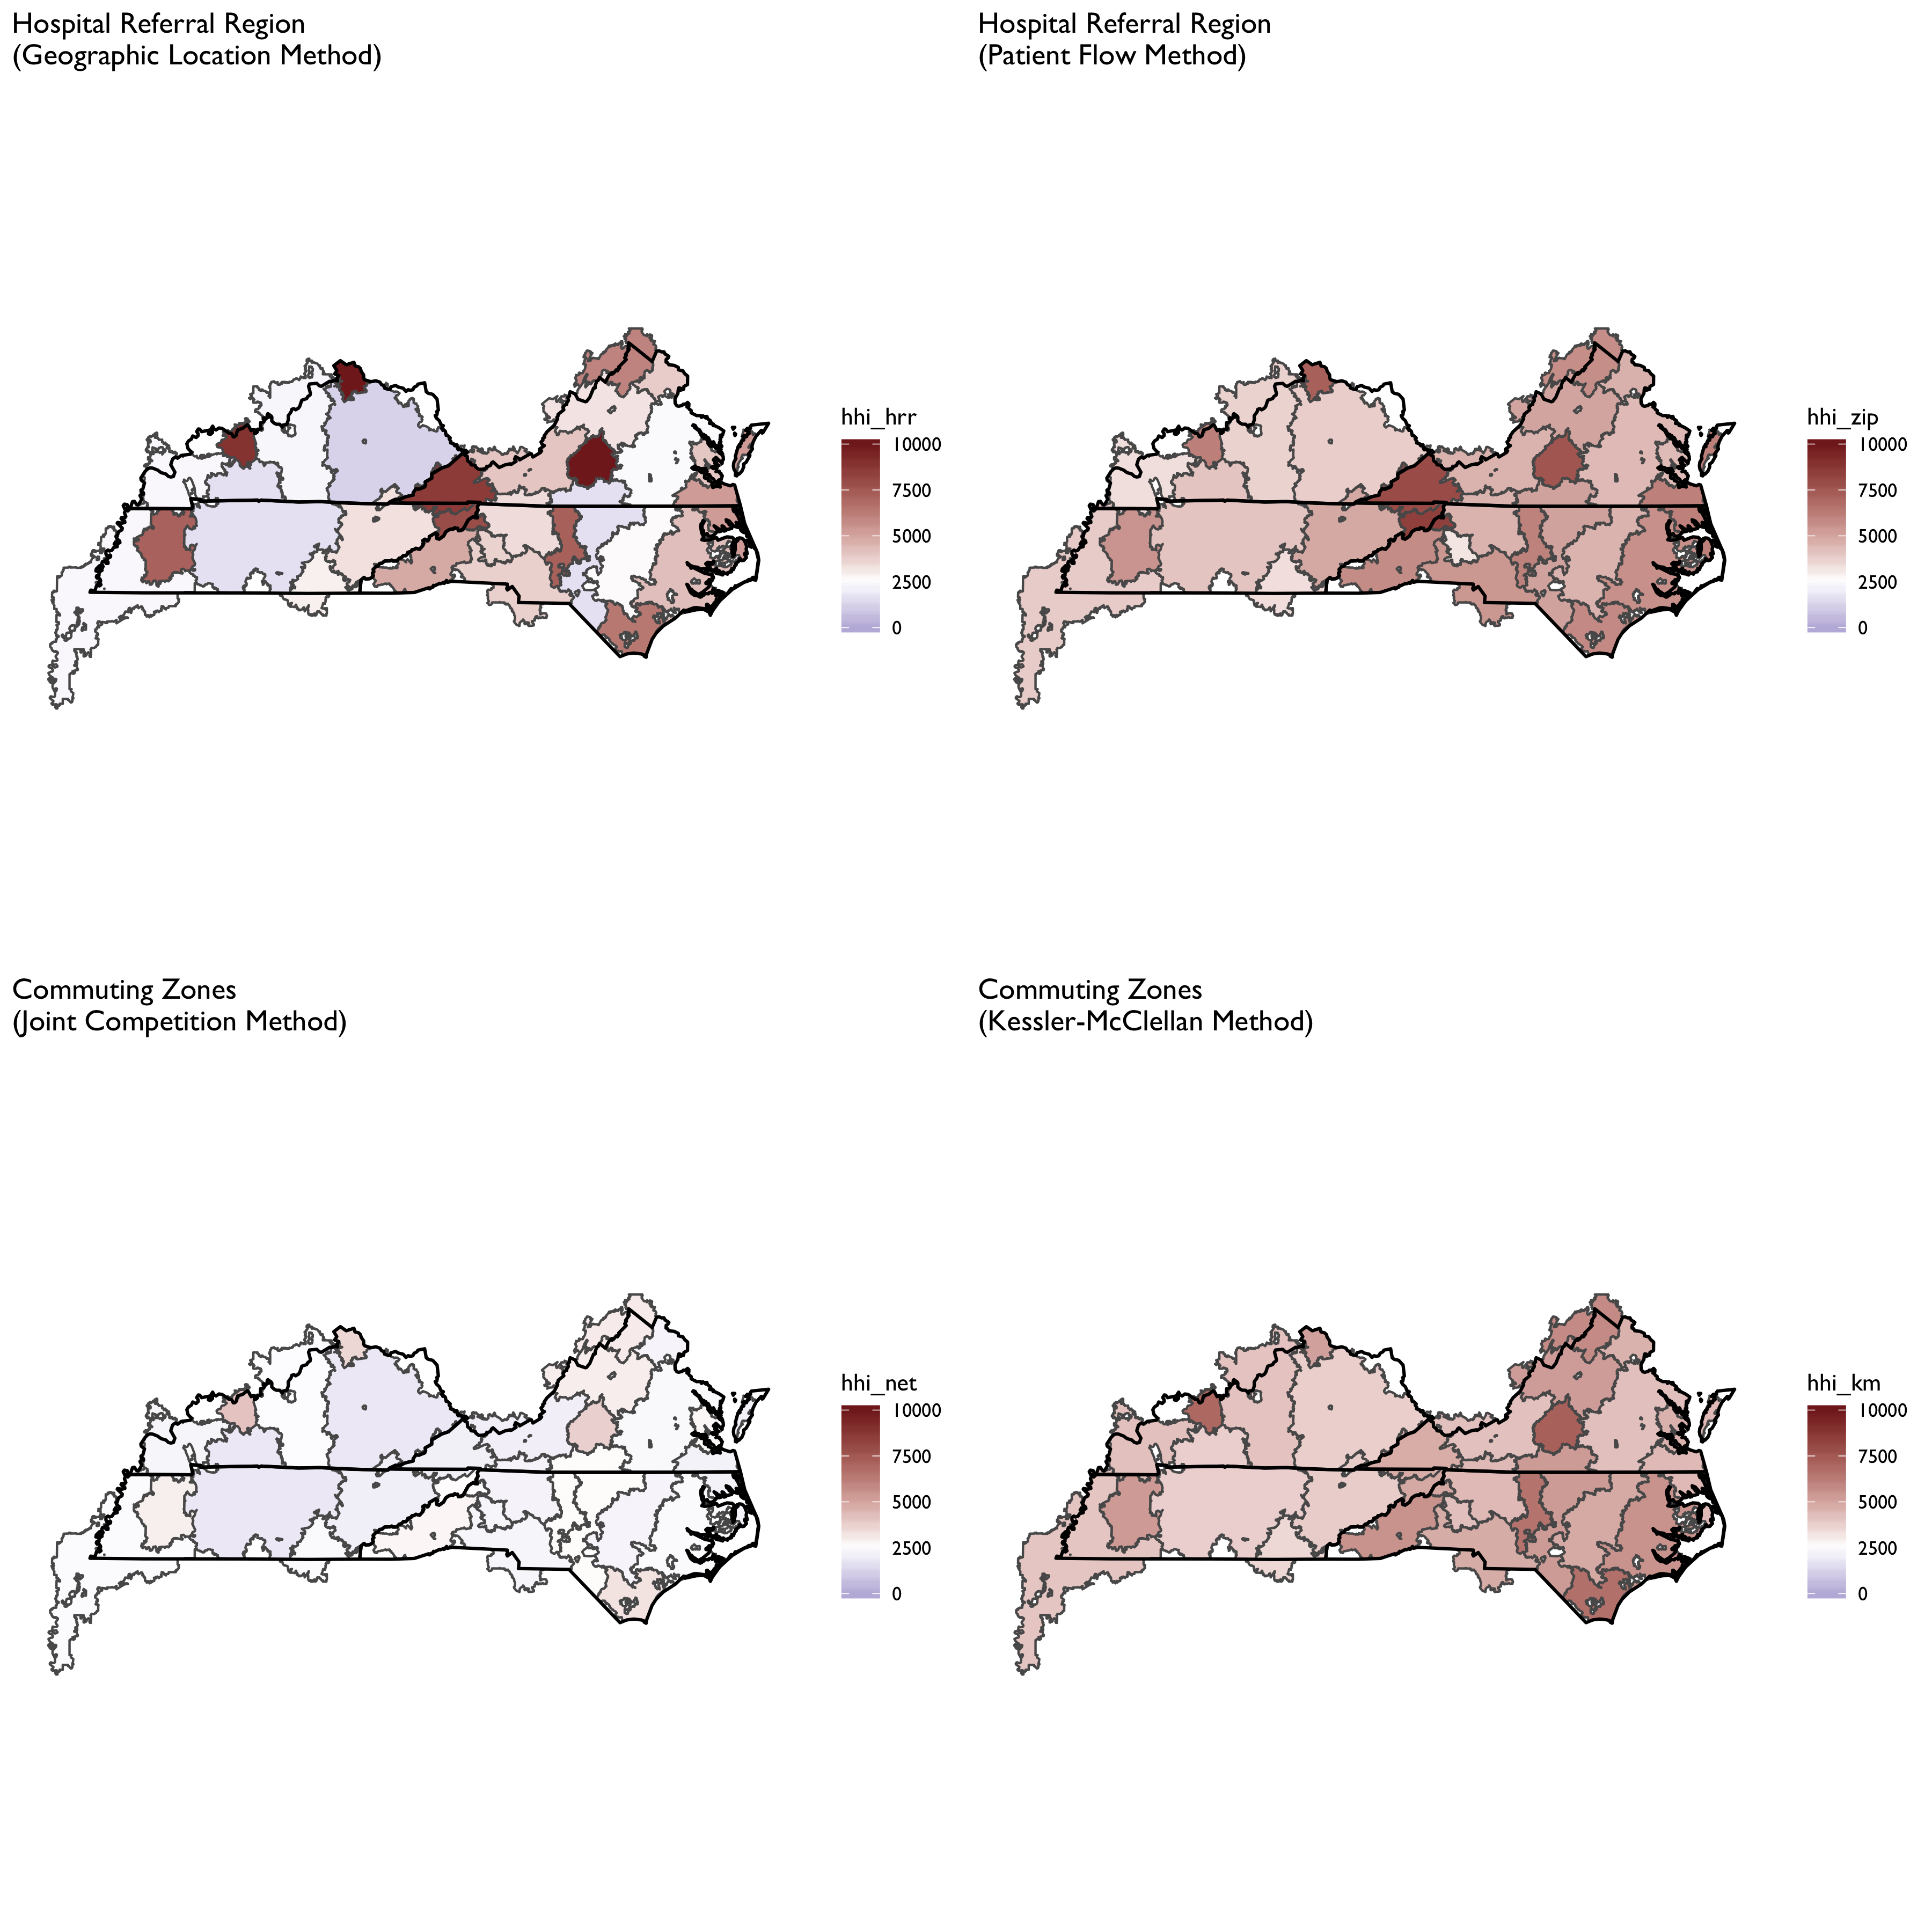 Hospital Referral Region
(Geographic Location Method)
hhi_hrr
10000
7500
5000
2500
0
Hospital Referral Region
(Patient Flow Method)
hhi_zip
10000
7500
5000
2500
0
Commuting Zones
(Joint Competition Method)
hhi_net
10000
7500
5000
2500
0
Commuting Zones
(Kessler-McClellan Method)
hhi_km
10000
7500
5000
2500
0